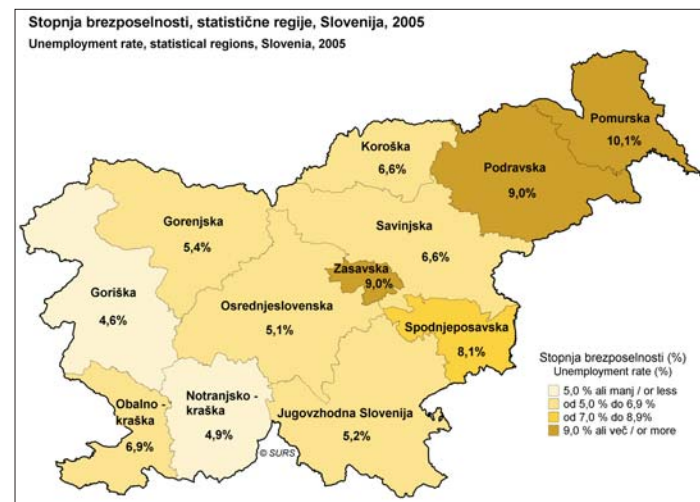 Stopnja brezposelnosti, statistične regije, Slovenija, 2005
Unemployment rate, statistical regions, Slovenia, 2005
Pomurska
10,1%
Koroška
6,6%
Podravska
9,0%
Gorenjska
5,4%
Savinjska
6,6%
Zasavska
9,0%
Goriška
4,6%
Osrednjeslovenska
5,1%
Spodnjeposavska
8,1%
Obalno -
kraška
6,9%
Notranjsko -
kraška
4,9%
Jugovzhodna Slovenija
5,2%
© SURS
Stopnja brezposelnosti (%)
Unemployment rate (%)
5,0 % ali manj / or less
od 5,0 % do 6,9 %
od 7,0 % do 8,9%
9,0 % ali več / or more